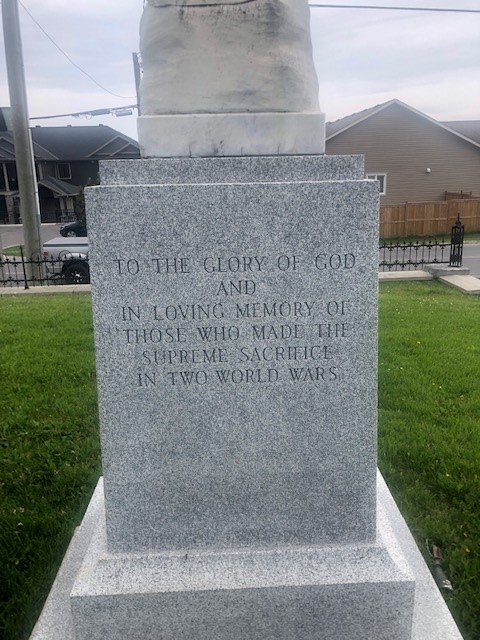 TO THE GLORY OF GOD
AND
IN LOVING MEMORY OF
THOSE WHO MADE THE
SUPREME SACRIFICE
IN TWO WORLD WARS